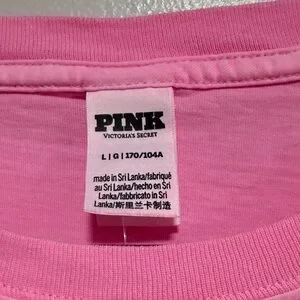 PINK
VICTORIA'S SECRET
L | G | 170/104A
made in Sri Lanka/fabriqué
au Sri Lanka/hecho en Sri
Lanka/fabbricato in Sri
Lanka/斯里兰卡制造